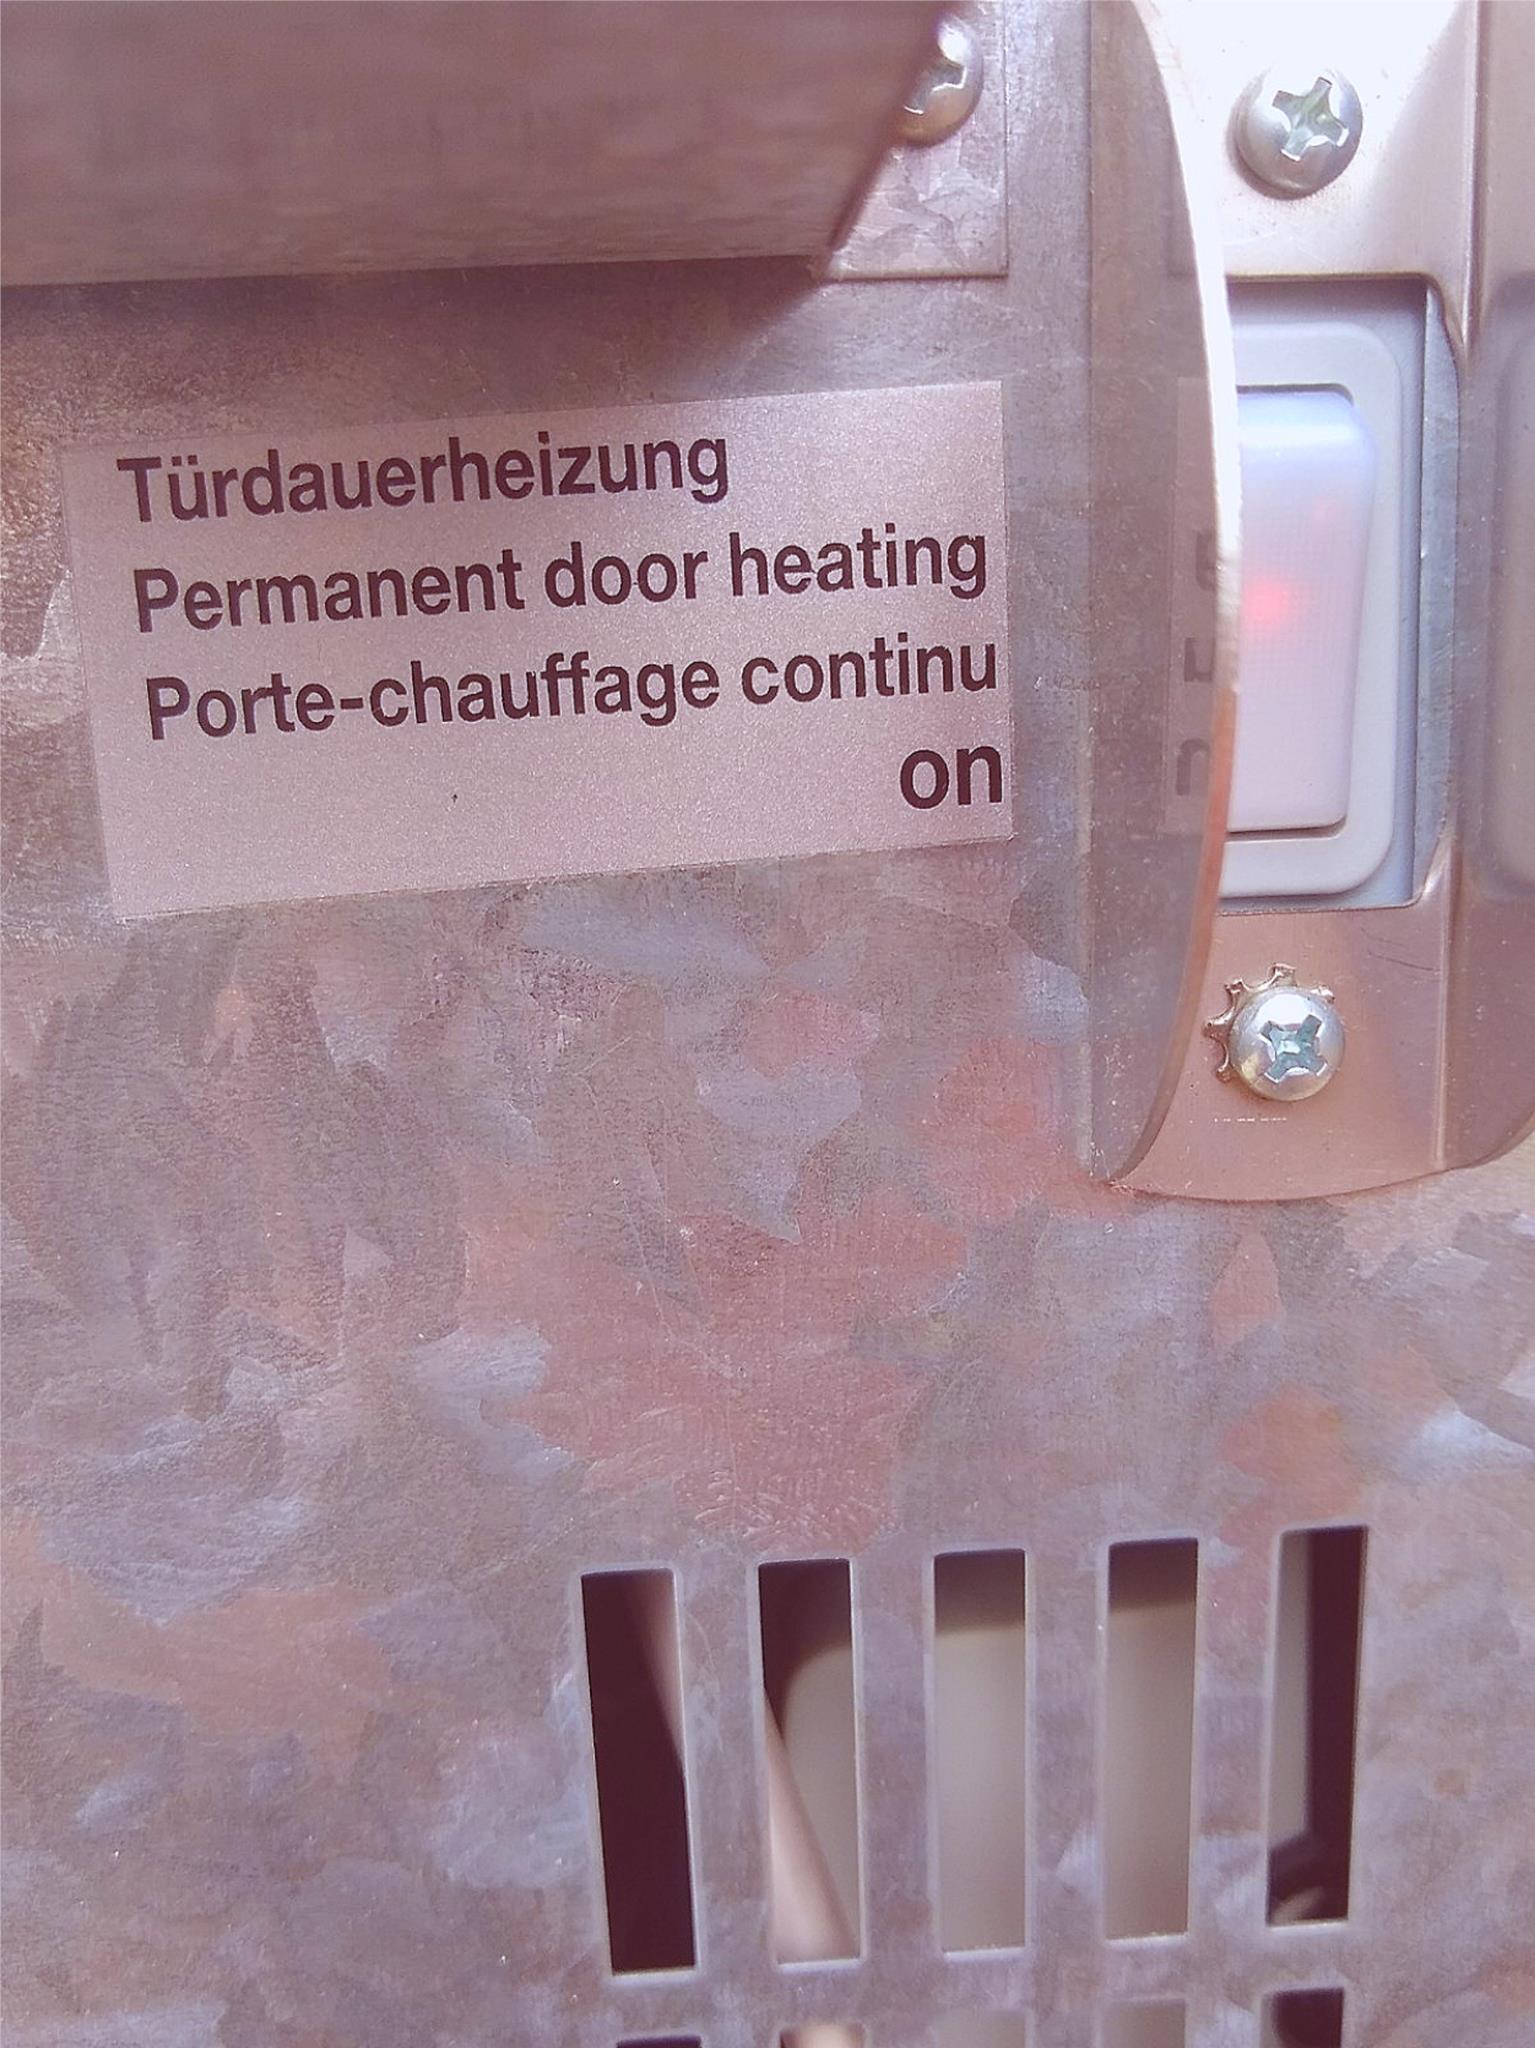 Türdauerheizung
Permanent door heating
Porte-chauffage continu
on